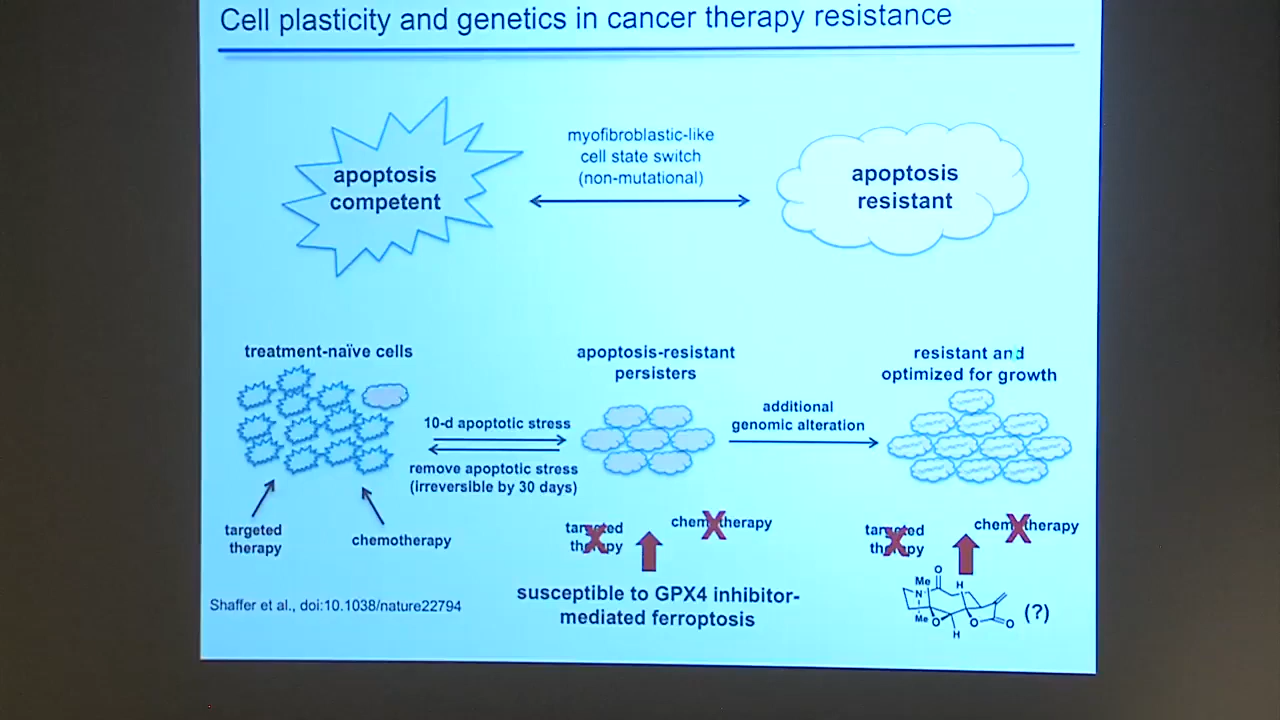 Cell plasticity and genetics in cancer therapy resistance
apoptosis
competent
myofibroblastic-like
cell state switch
(non-mutational)
apoptosis
resistant
treatment-naïve cells
apoptosis-resistant
persisters
resistant and
optimized for growth
10-d apoptotic stress
remove apoptotic stress
(irreversible by 30 days)
additional
genomic alteration
targeted
therapy
chemotherapy
targeted
therapy
chemotherapy
targeted
therapy
chemotherapy
susceptible to GPX4 inhibitor-
mediated ferroptosis
Shaffer et al., doi:10.1038/nature22794
Me
O
H
N
Me
O
H
O
O
(?)